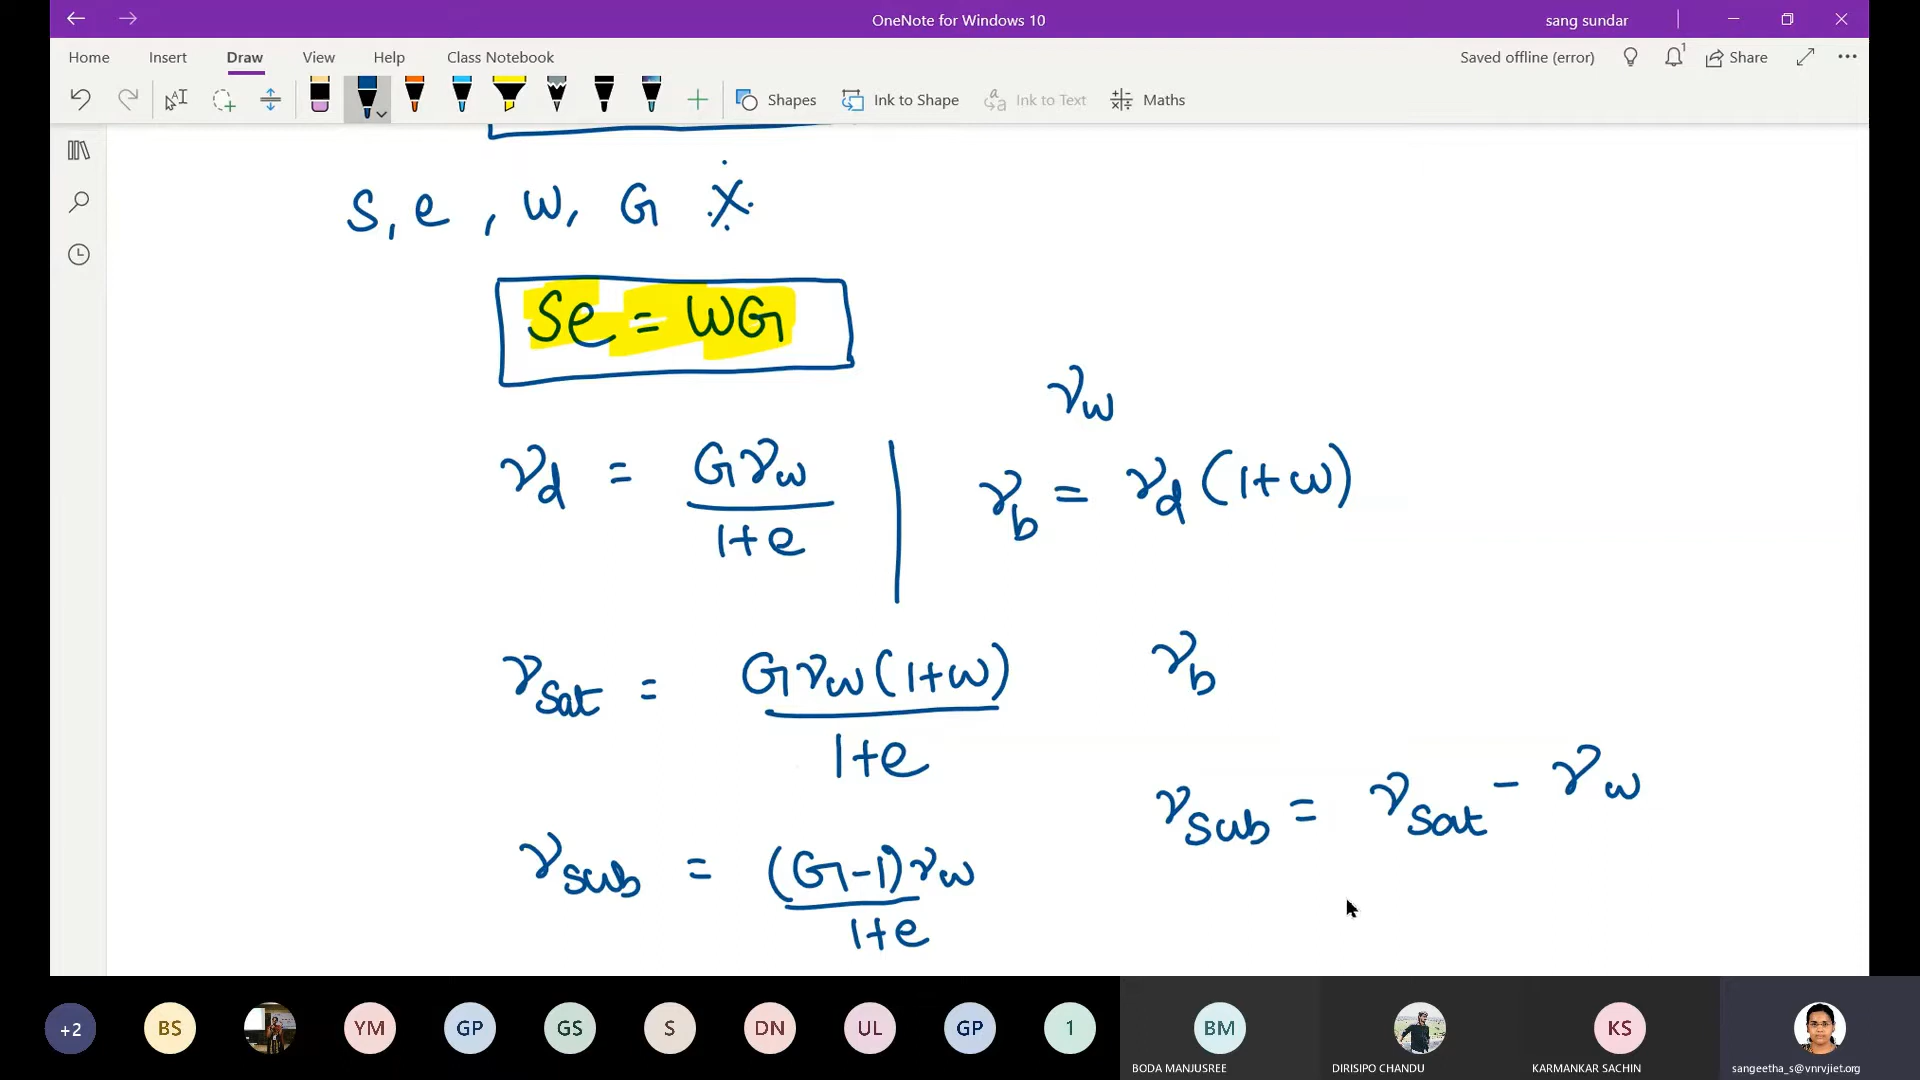 OneNote for Windows 10
sang sundar
Home Insert Draw View Help Class Notebook
Saved offline (error) 1 Share
Shapes Ink to Shape Ink to Text Maths
S, e, w, G
Se = wG
γw
γd = Gγw / 1+e
γb = γd (1+w)
γsat = Gγw (1+w) / 1+e
γb
γsub = γsat - γw
γsub = (G-1)γw / 1+e
+2 BS YM GP GS S DN UL GP 1 BM KS
BODA MANJUSREE DIRISIPO CHANDU KARMANKAR SACHIN sangeetha_s@vnrvjiet.org